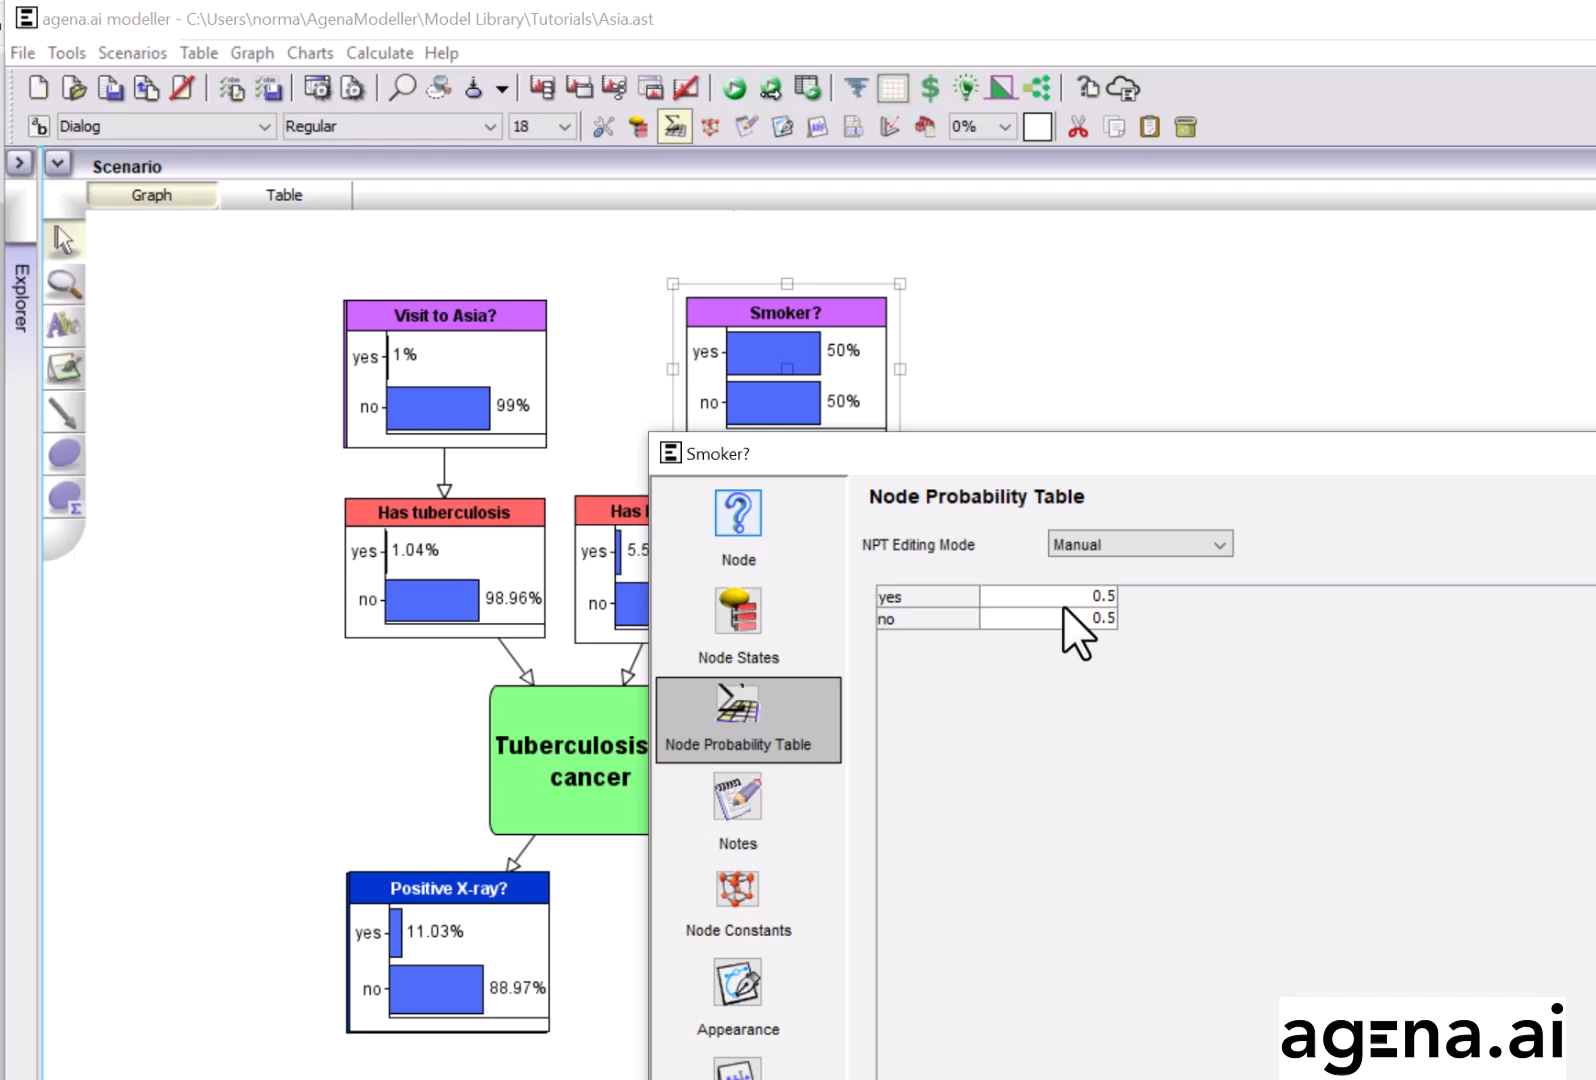 agena.ai modeller - C:\Users\norma\AgenaModeller\Model Library\Tutorials\Asia.ast
File Tools Scenarios Table Graph Charts Calculate Help
Dialog Regular 18 0%
Scenario
Graph Table
Explorer
Abc
Visit to Asia?
yes 1%
no 99%
Smoker?
yes 50%
no 50%
Has tuberculosis
yes 1.04%
no 98.96%
Has
yes 5.5
no
Tuberculosis
cancer
Positive X-ray?
yes 11.03%
no 88.97%
Smoker?
Node
Node States
Node Probability Table
Notes
Node Constants
Appearance
Node Probability Table
NPT Editing Mode Manual
yes 0.5
no 0.5
agena.ai